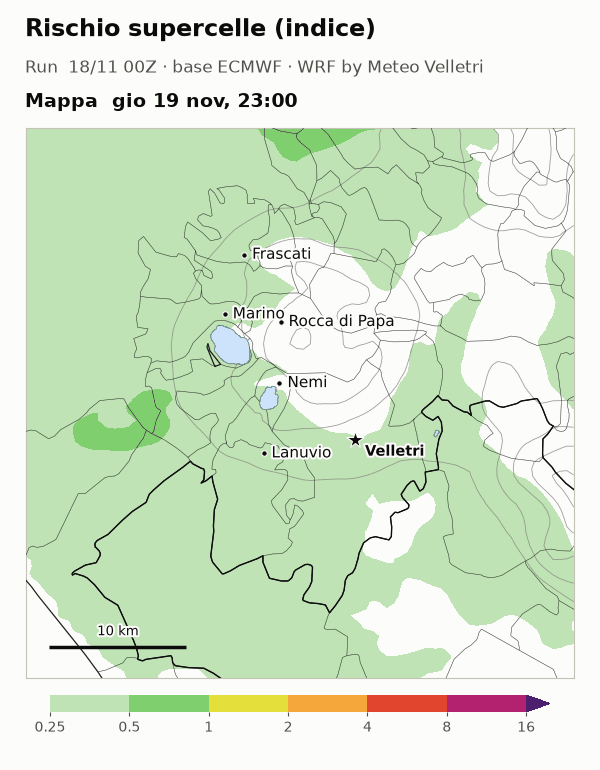 Rischio supercelle (indice)
Run  18/11 00Z · base ECMWF · WRF by Meteo Velletri
Mappa  gio 19 nov, 23:00
Frascati
Marino
Rocca di Papa
Nemi
Velletri
Lanuvio
10 km
0.25 0.5 1 2 4 8 16